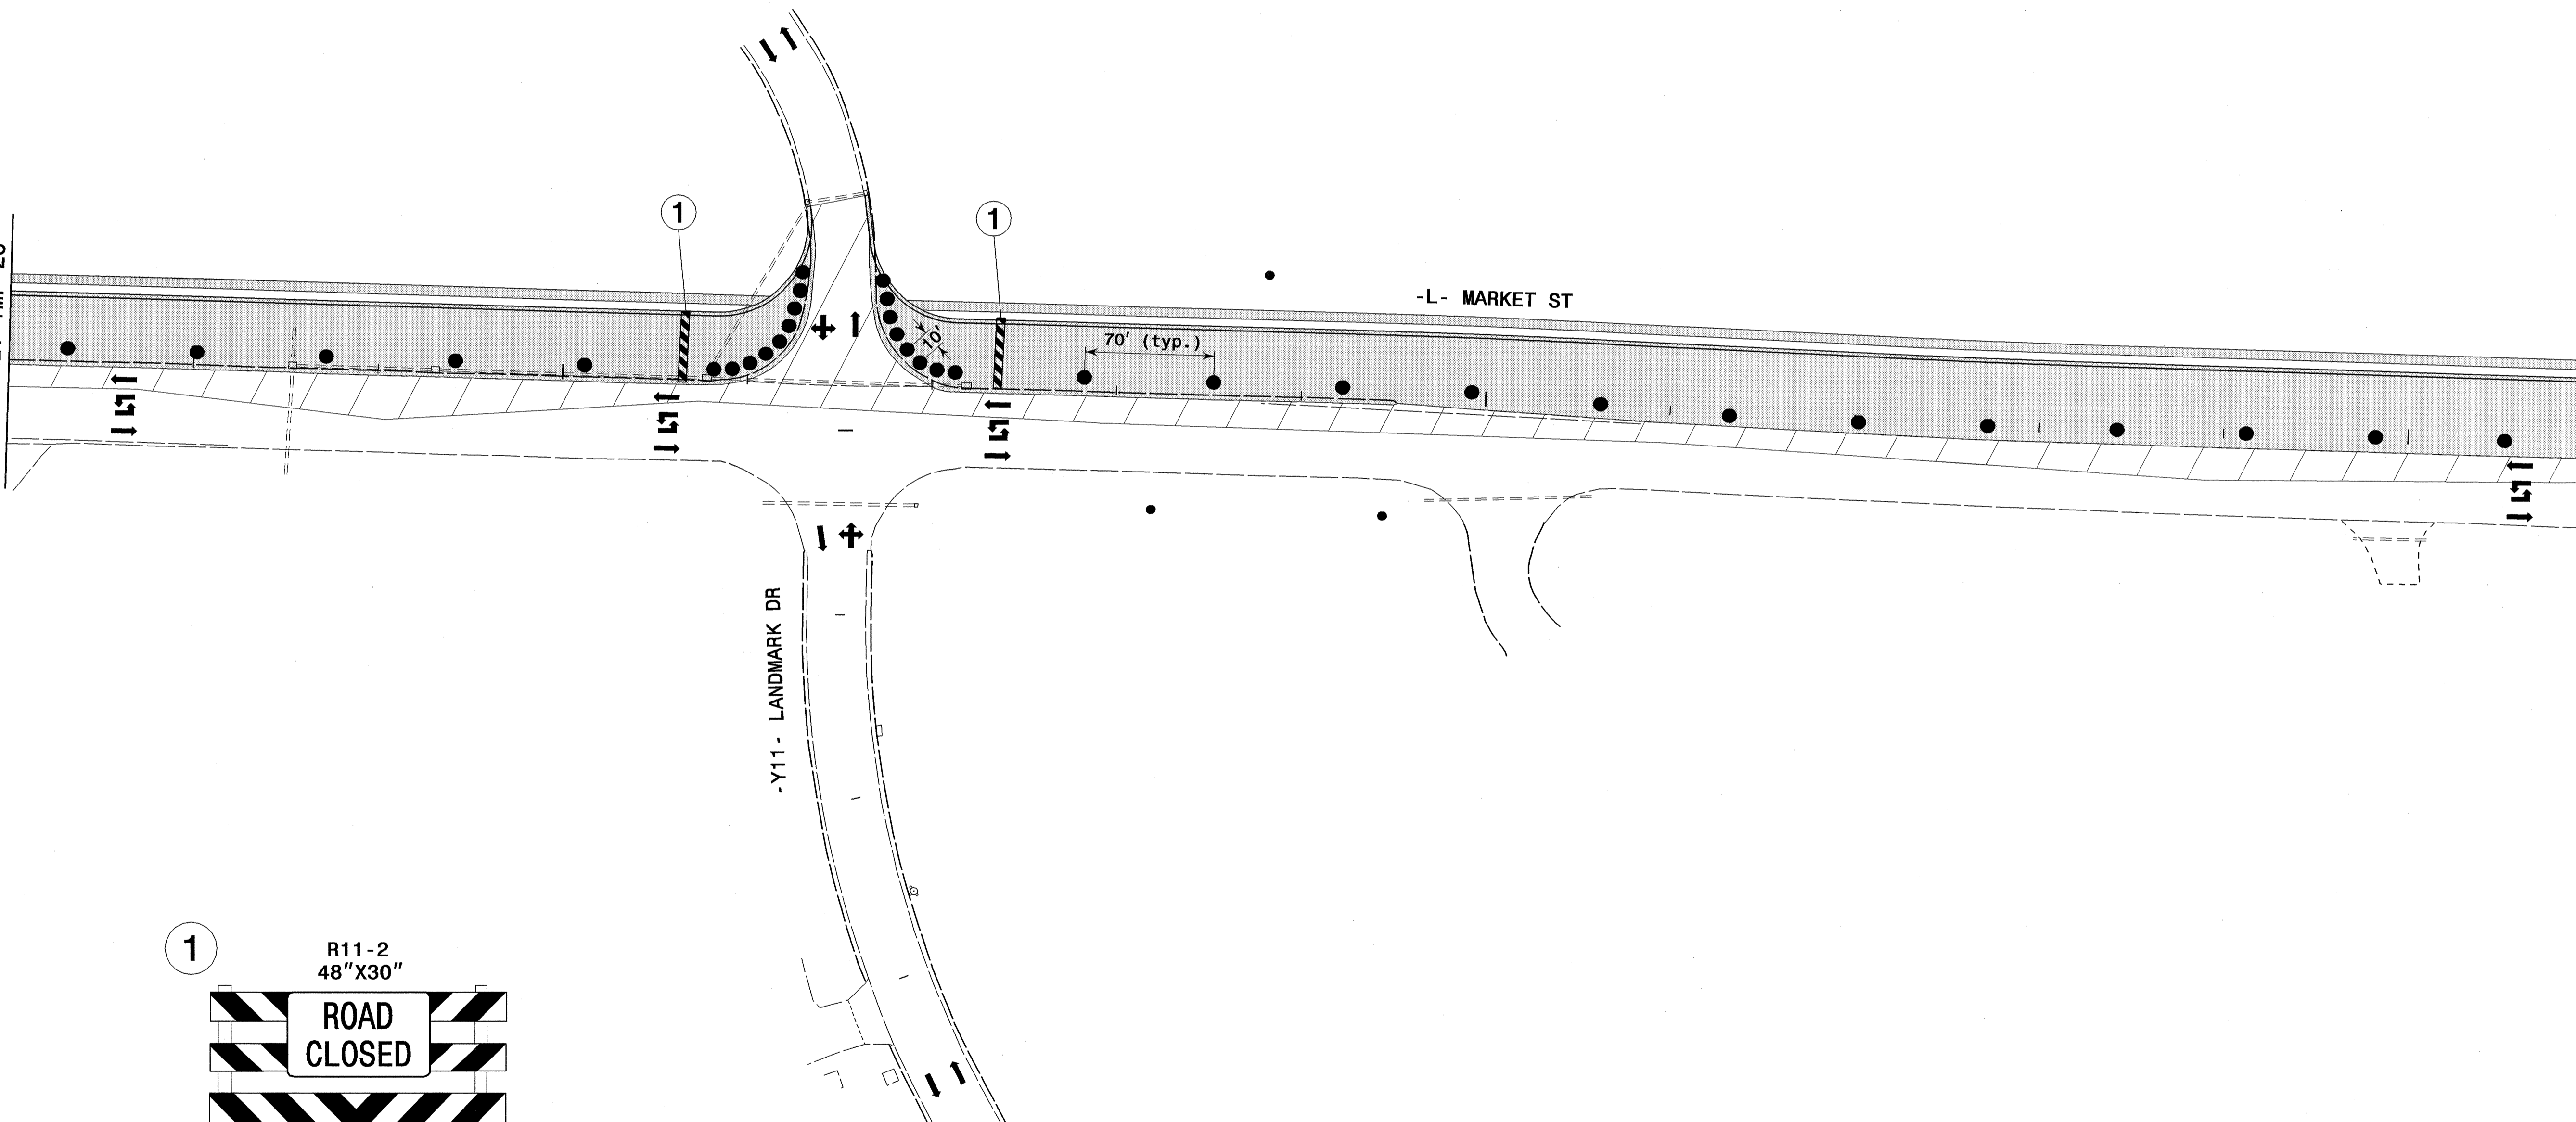 1
1
-L- MARKET ST
70' (typ.)
10'
-Y11- LANDMARK DR
1
R11-2
48"X30"
ROAD
CLOSED